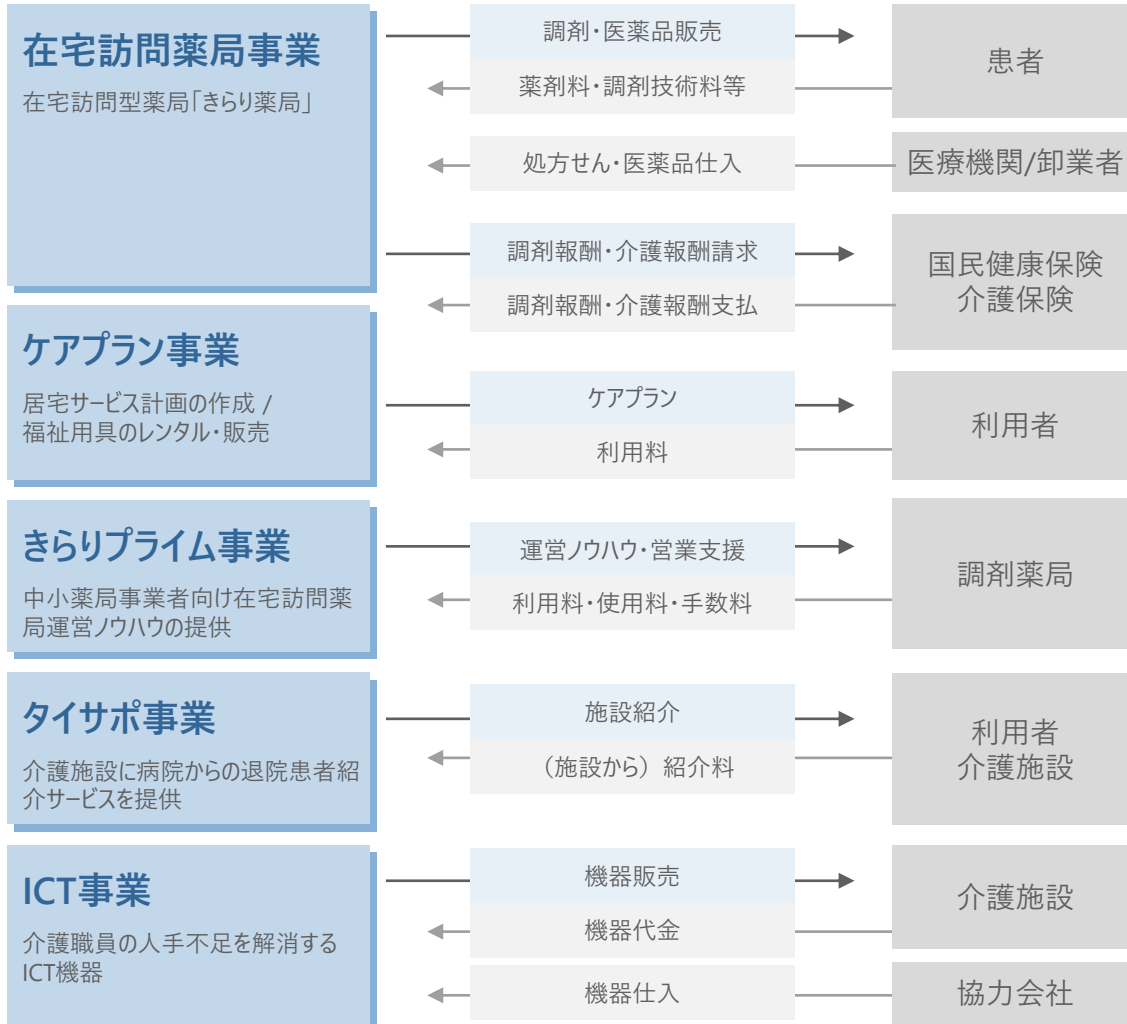 在宅訪問薬局事業
在宅訪問型薬局「きらり薬局」
調剤・医薬品販売
薬剤料・調剤技術料等
患者
処方せん・医薬品仕入
医療機関/卸業者
調剤報酬・介護報酬請求
調剤報酬・介護報酬支払
国民健康保険
介護保険
ケアプラン事業
居宅サービス計画の作成 /
福祉用具のレンタル・販売
ケアプラン
利用料
利用者
きらりプライム事業
中小薬局事業者向け在宅訪問薬
局運営ノウハウの提供
運営ノウハウ・営業支援
利用料・使用料・手数料
調剤薬局
タイサポ事業
介護施設に病院からの退院患者紹
介サービスを提供
施設紹介
（施設から）紹介料
利用者
介護施設
ICT事業
介護職員の人手不足を解消する
ICT機器
機器販売
機器代金
介護施設
機器仕入
協力会社